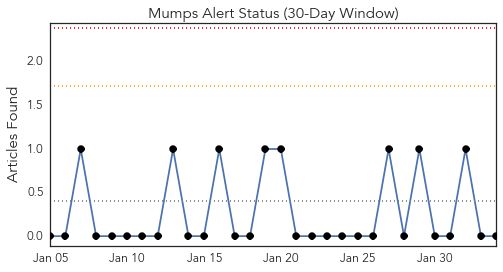 Mumps Alert Status (30-Day Window)
Articles Found
2.0
1.5
1.0
0.5
0.0
Jan 05 Jan 10 Jan 15 Jan 20 Jan 25 Jan 30